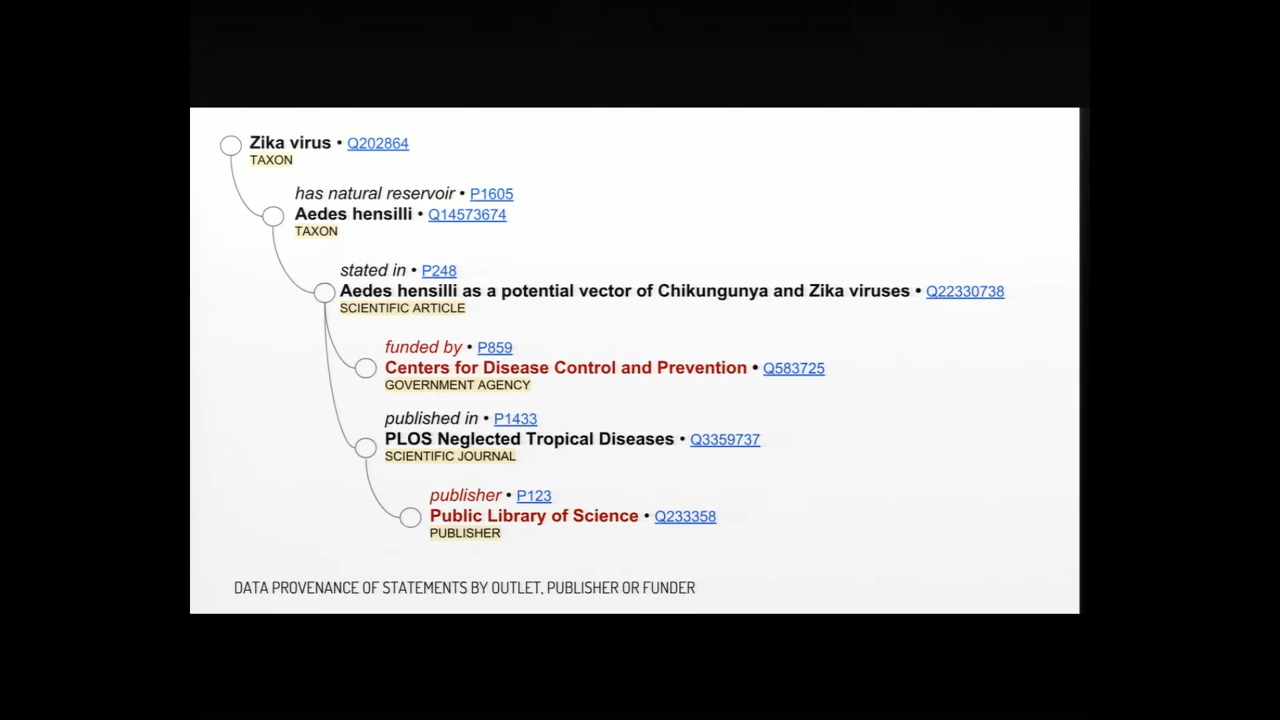 Zika virus • Q202864
TAXON
has natural reservoir • P1605
Aedes hensilli • Q14573674
TAXON
stated in • P248
Aedes hensilli as a potential vector of Chikungunya and Zika viruses • Q22330738
SCIENTIFIC ARTICLE
funded by • P859
Centers for Disease Control and Prevention • Q583725
GOVERNMENT AGENCY
published in • P1433
PLOS Neglected Tropical Diseases • Q3359737
SCIENTIFIC JOURNAL
publisher • P123
Public Library of Science • Q233358
PUBLISHER
DATA PROVENANCE OF STATEMENTS BY OUTLET, PUBLISHER OR FUNDER